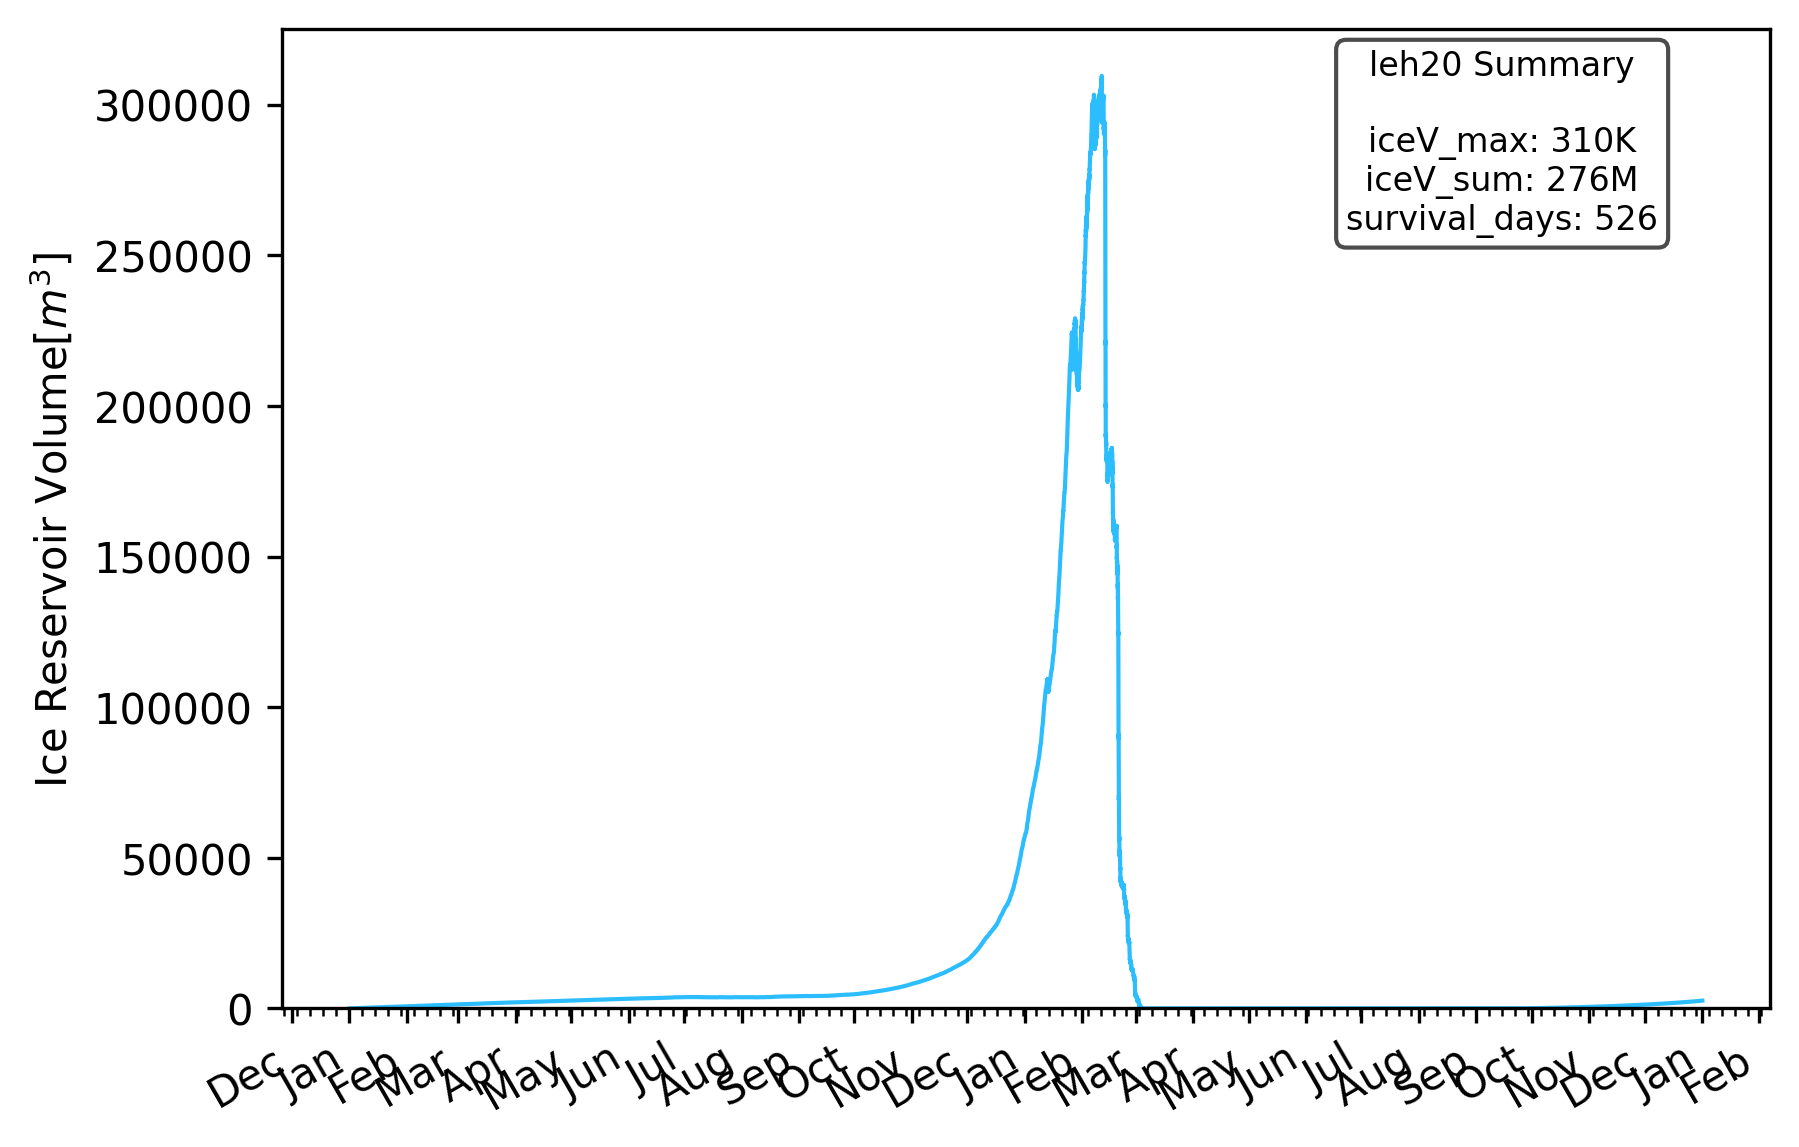 leh20 Summary
iceV_max: 310K
iceV_sum: 276M
survival_days: 526
Ice Reservoir Volume[m³]
300000
250000
200000
150000
100000
50000
0
Dec
Jan
Feb
Mar
Apr
May
Jun
Jul
Aug
Sep
Oct
Nov
Dec
Jan
Feb
Mar
Apr
May
Jun
Jul
Aug
Sep
Oct
Nov
Dec
Jan
Feb